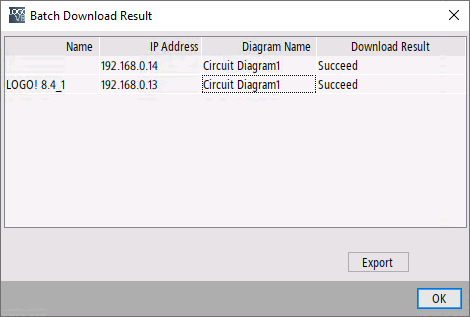 Batch Download Result
Name IP Address Diagram Name Download Result
192.168.0.14 Circuit Diagram1 Succeed
LOGO! 8.4_1 192.168.0.13 Circuit Diagram1 Succeed
Export
OK